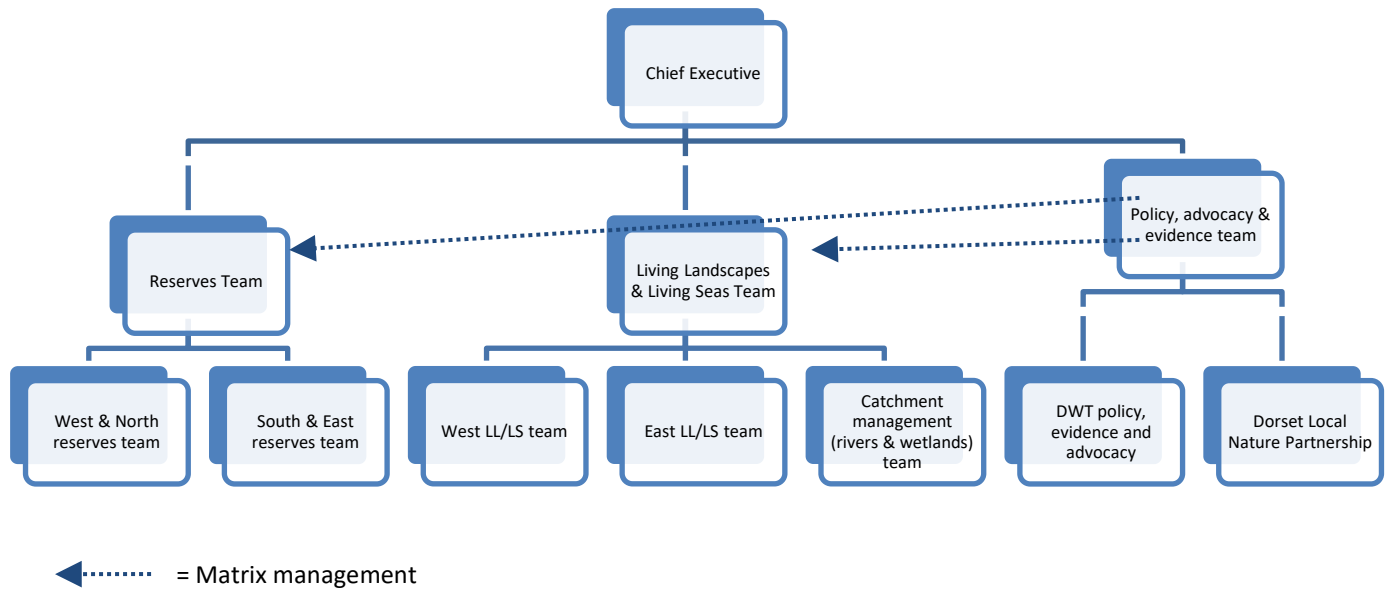 Chief Executive
Policy, advocacy &
evidence team
Reserves Team
Living Landscapes
& Living Seas Team
West & North
reserves team
South & East
reserves team
West LL/LS team
East LL/LS team
Catchment
management
(rivers & wetlands)
team
DWT policy,
evidence and
advocacy
Dorset Local
Nature Partnership
= Matrix management